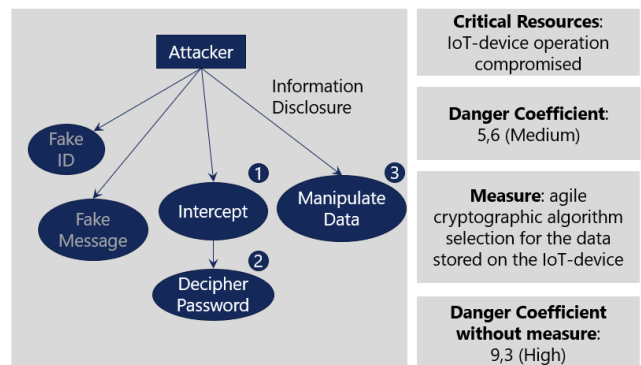 Attacker
Information
Disclosure
Fake
ID
Fake
Message
1
Intercept
2
Decipher
Password
3
Manipulate
Data
Critical Resources:
IoT-device operation
compromised
Danger Coefficient:
5,6 (Medium)
Measure: agile
cryptographic algorithm
selection for the data
stored on the IoT-device
Danger Coefficient
without measure:
9,3 (High)